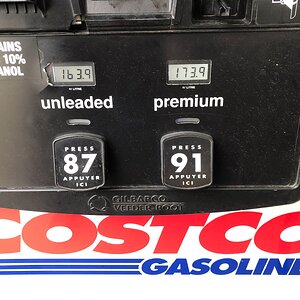 AINS
10%
ANOL
163.9
173.9
unleaded
premium
PRESS
87
APPUYER
ICI
PRESS
91
APPUYER
ICI
GILBARCO
VEEDER-ROOT
COSTCO
GASOLINE